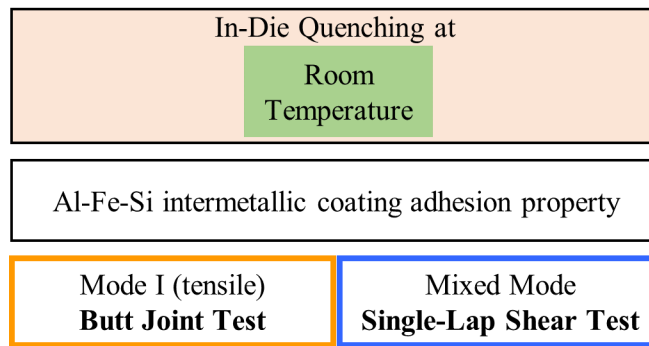 In-Die Quenching at
Room
Temperature
Al-Fe-Si intermetallic coating adhesion property
Mode I (tensile)
Butt Joint Test
Mixed Mode
Single-Lap Shear Test